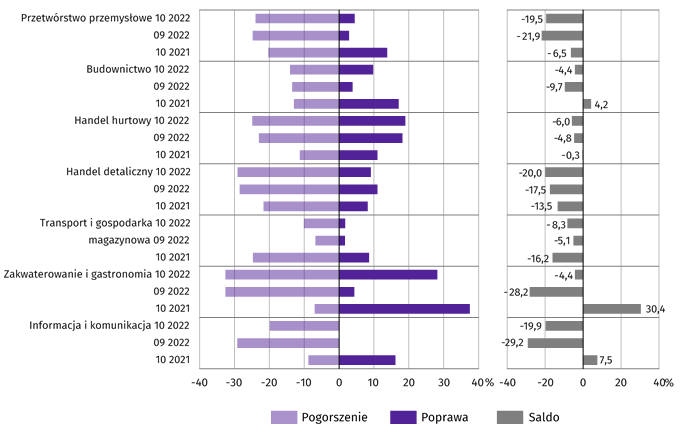 Przetwórstwo przemysłowe 10 2022 -19,5
09 2022 -21,9
10 2021 -6,5
Budownictwo 10 2022 -4,4
09 2022 -9,7
10 2021 4,2
Handel hurtowy 10 2022 -6,0
09 2022 -4,8
10 2021 -0,3
Handel detaliczny 10 2022 -20,0
09 2022 -17,5
10 2021 -13,5
Transport i gospodarka 10 2022 -8,3
magazynowa 09 2022 -5,1
10 2021 -16,2
Zakwaterowanie i gastronomia 10 2022 -4,4
09 2022 -28,2
10 2021 30,4
Informacja i komunikacja 10 2022 -19,9
09 2022 -29,2
10 2021 7,5
-40 -30 -20 -10 0 10 20 30 40% -40 -20 0 20 40%
Pogorszenie Poprawa Saldo